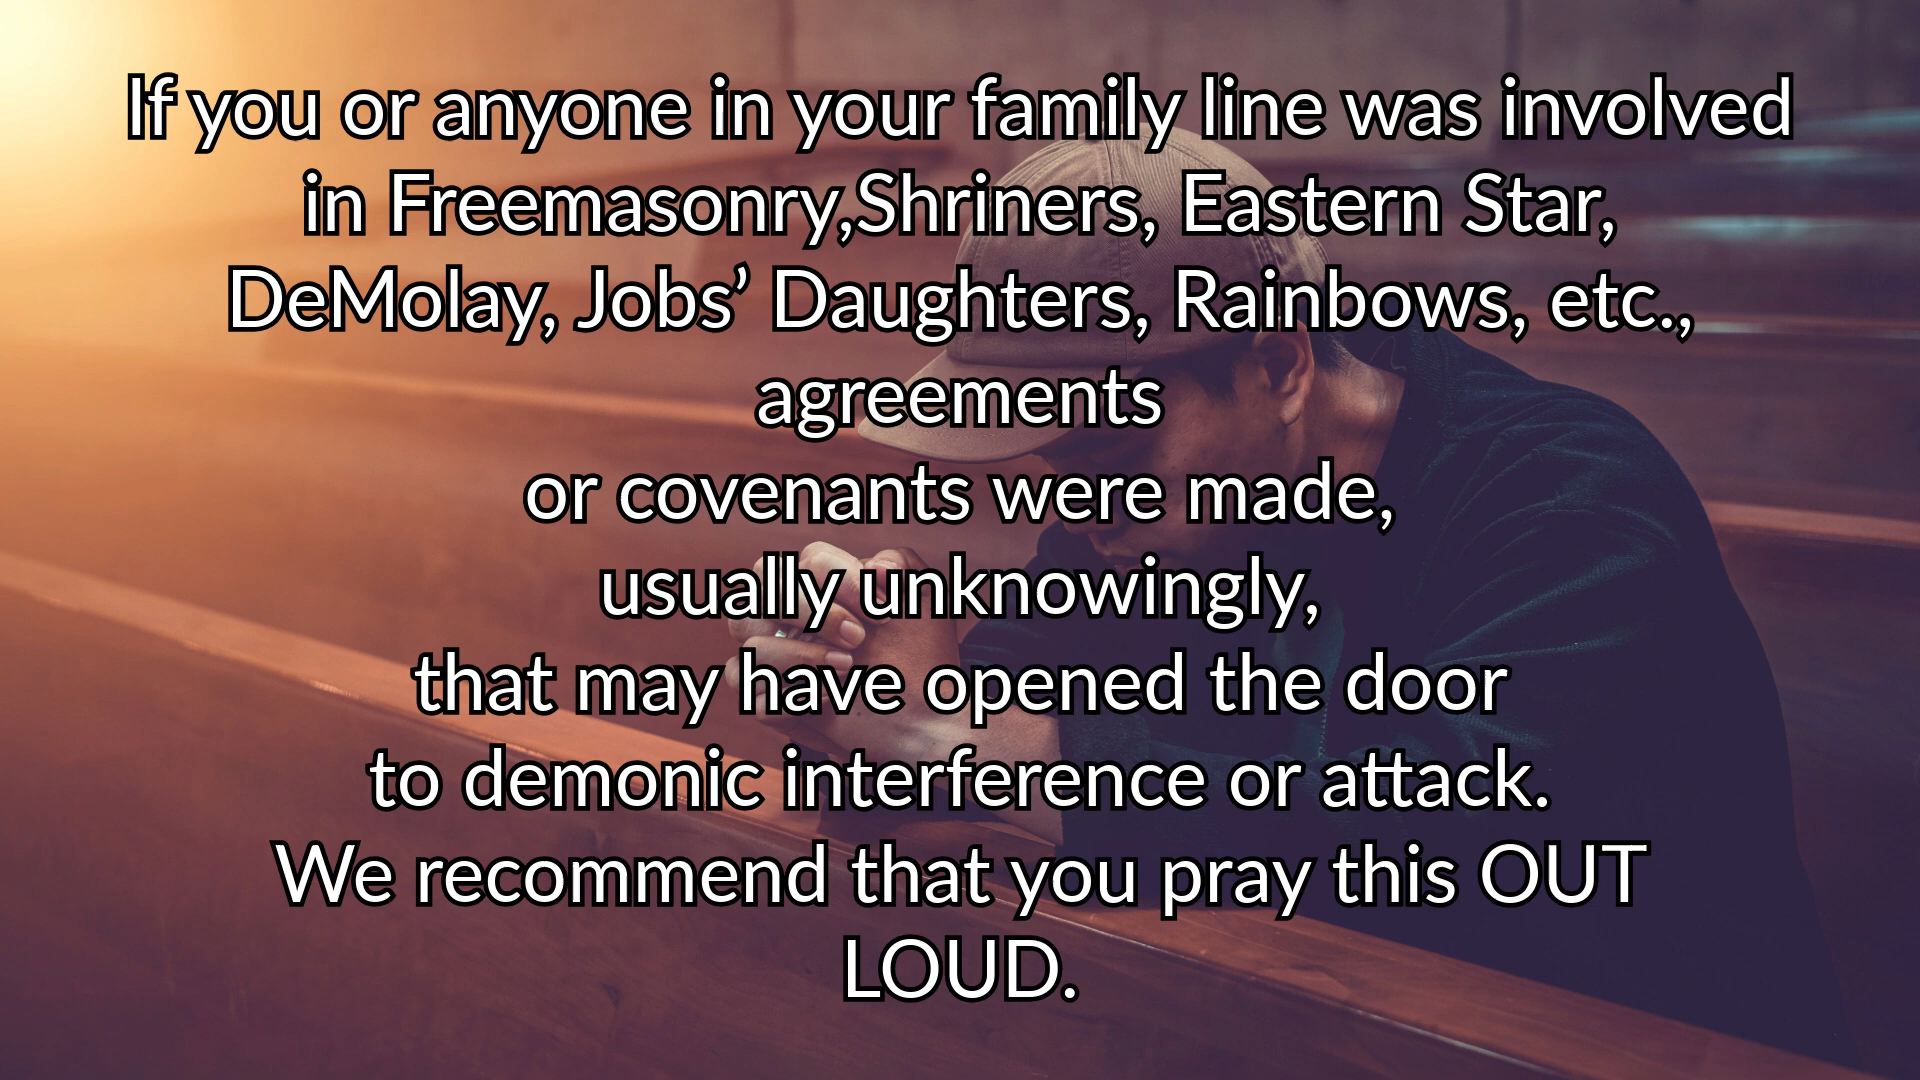 If you or anyone in your family line was involved
in Freemasonry,Shriners, Eastern Star,
DeMolay, Jobs’ Daughters, Rainbows, etc.,
agreements
or covenants were made,
usually unknowingly,
that may have opened the door
to demonic interference or attack.
We recommend that you pray this OUT
LOUD.